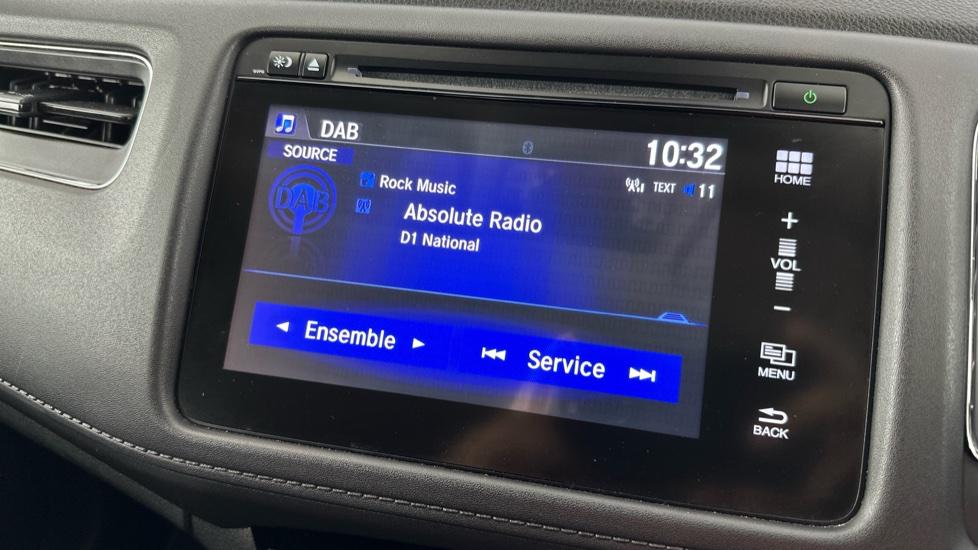 DAB
10:32
SOURCE
TEXT 11
DAB
Rock Music
Absolute Radio
D1 National
Ensemble
Service
HOME
+
VOL
−
MENU
BACK